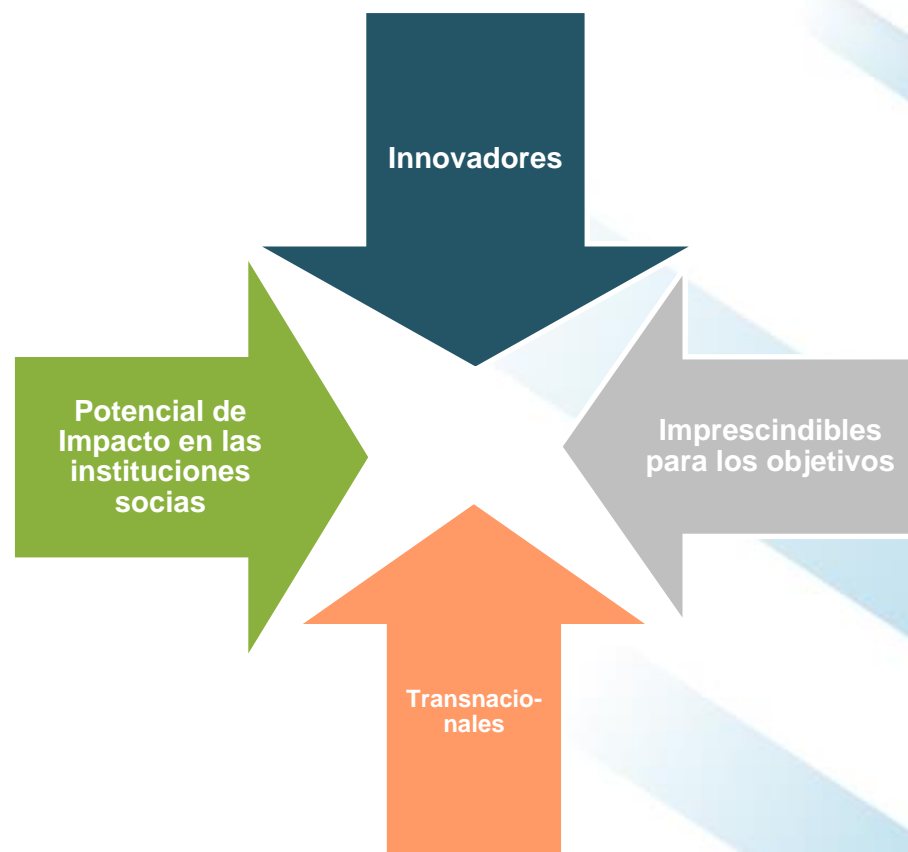 Innovadores
Potencial de
Impacto en las
instituciones
socias
Imprescindibles
para los objetivos
Transnacio-
nales